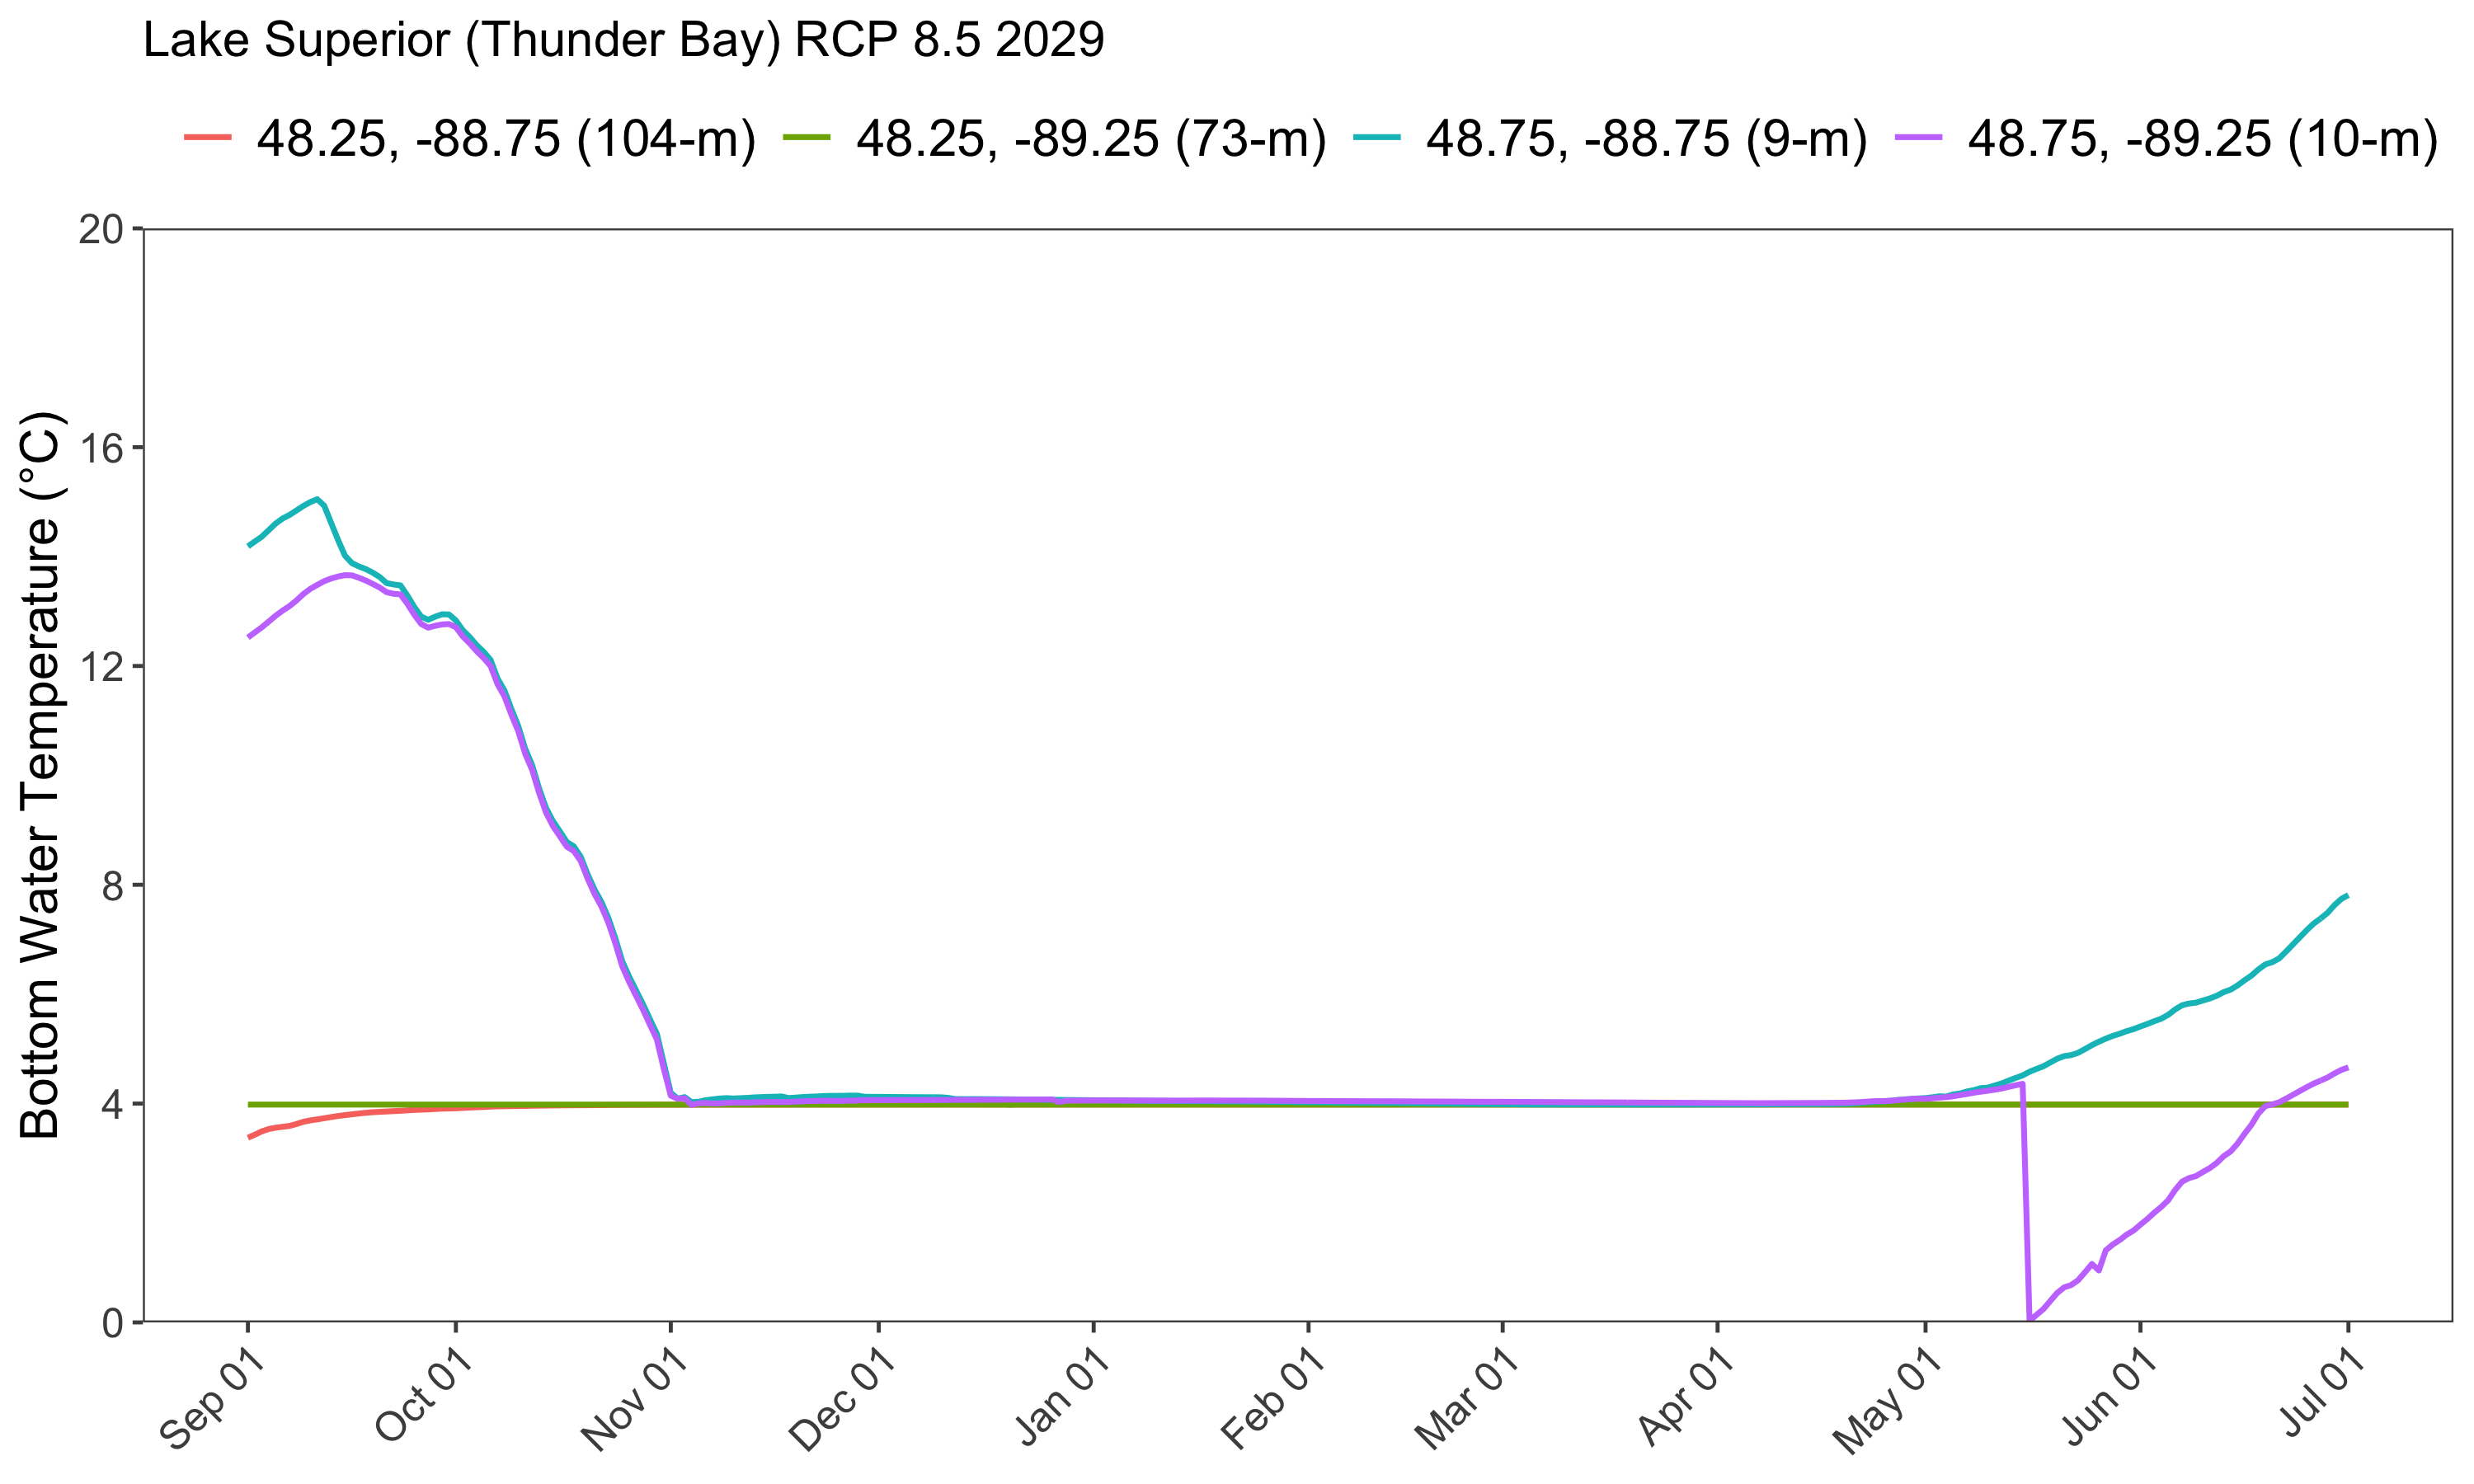 Lake Superior (Thunder Bay) RCP 8.5 2029
48.25, -88.75 (104-m) 48.25, -89.25 (73-m) 48.75, -88.75 (9-m) 48.75, -89.25 (10-m)
Bottom Water Temperature (°C)
20
16
12
8
4
0
Sep 01 Oct 01 Nov 01 Dec 01 Jan 01 Feb 01 Mar 01 Apr 01 May 01 Jun 01 Jul 01